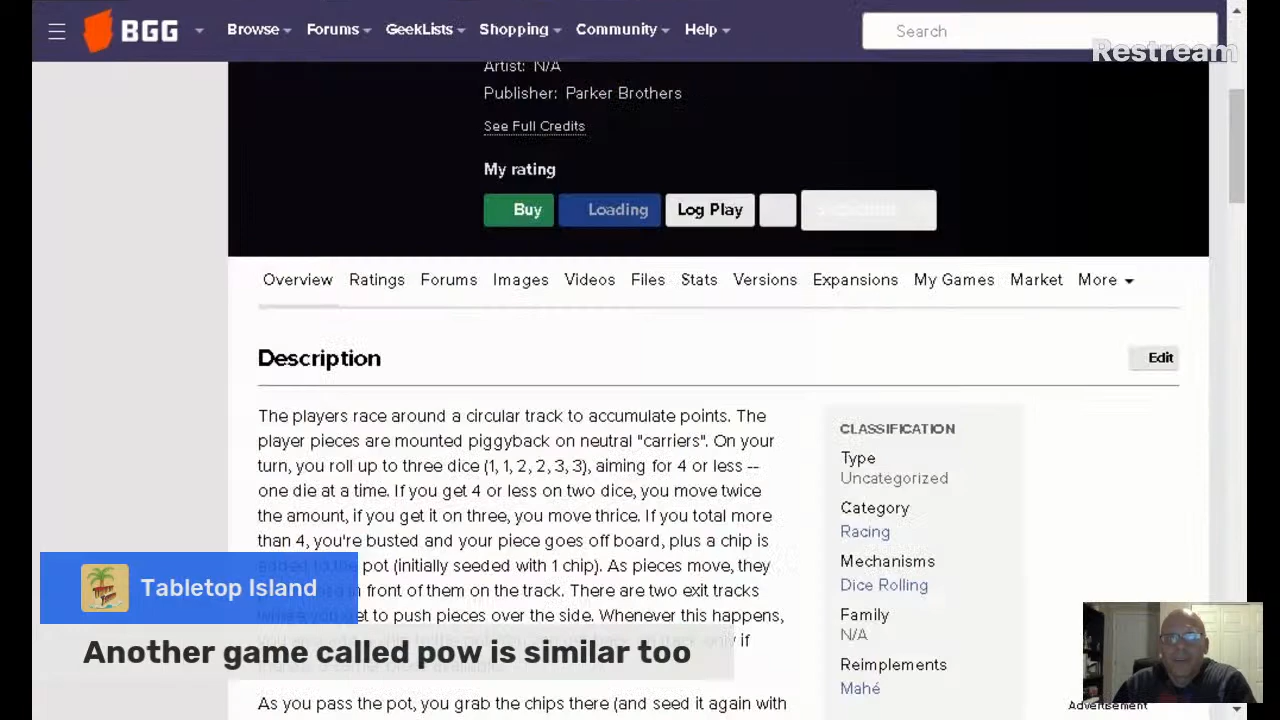 BGG
Browse Forums GeekLists Shopping Community Help
Search
Restream
Artist: N/A
Publisher: Parker Brothers
See Full Credits
My rating
Buy Loading Log Play
Overview Ratings Forums Images Videos Files Stats Versions Expansions My Games Market More
Description
Edit
The players race around a circular track to accumulate points. The
player pieces are mounted piggyback on neutral "carriers". On your
turn, you roll up to three dice (1, 1, 2, 2, 3, 3), aiming for 4 or less --
one die at a time. If you get 4 or less on two dice, you move twice
the amount, if you get it on three, you move thrice. If you total more
than 4, you're busted and your piece goes off board, plus a chip is
pot (initially seeded with 1 chip). As pieces move, they
in front of them on the track. There are two exit tracks
get to push pieces over the side. Whenever this happens,
if
As you pass the pot, you grab the chips there (and seed it again with
CLASSIFICATION
Type
Uncategorized
Category
Racing
Mechanisms
Dice Rolling
Family
N/A
Reimplements
Mahé
Advertisement
Tabletop Island
Another game called pow is similar too